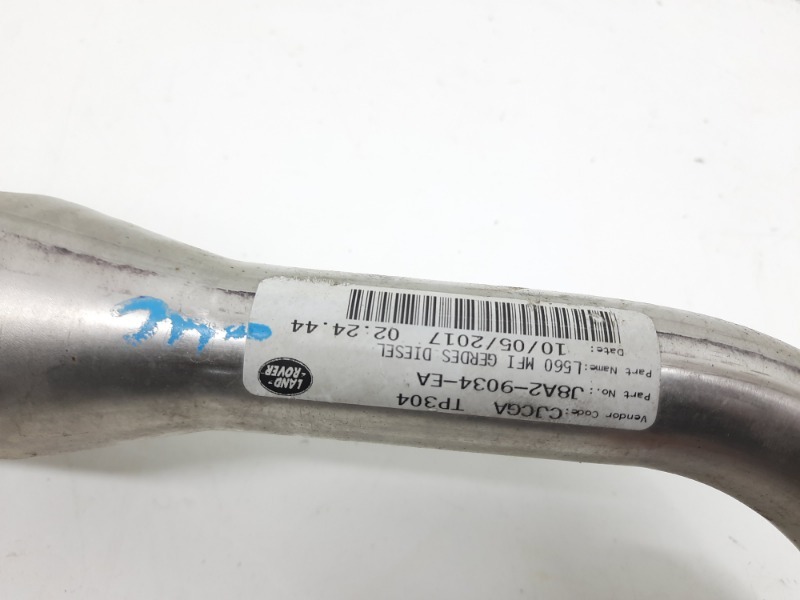 Vendor Code: CJCGA TP304
Part No.: J8A2-9034-EA
Part Name: L560 MFI GERDES DIESEL
Date: 10/05/2017 02.24.44
LAND-
ROVER